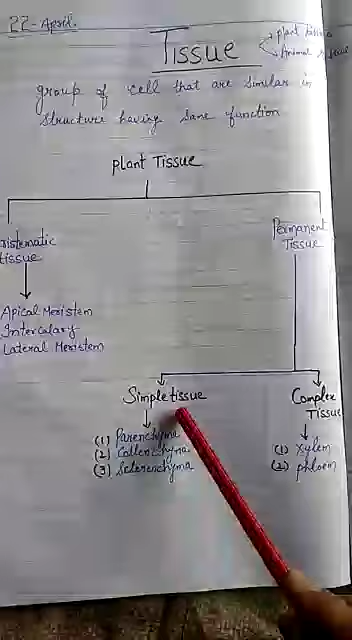 22-April.
Tissue
Plant Tissue
Animal Tissue
group of cell that are similar in
structure having same function
plant Tissue
ristematic
tissue
Permanent
Tissue
Apical Meristem
Intercalary
Lateral Meristem
Simple tissue
Complex
Tissue
(1) Parenchyma
(2) Collenchyma
(3) Sclerenchyma
(1) Xylem
(2) phloem